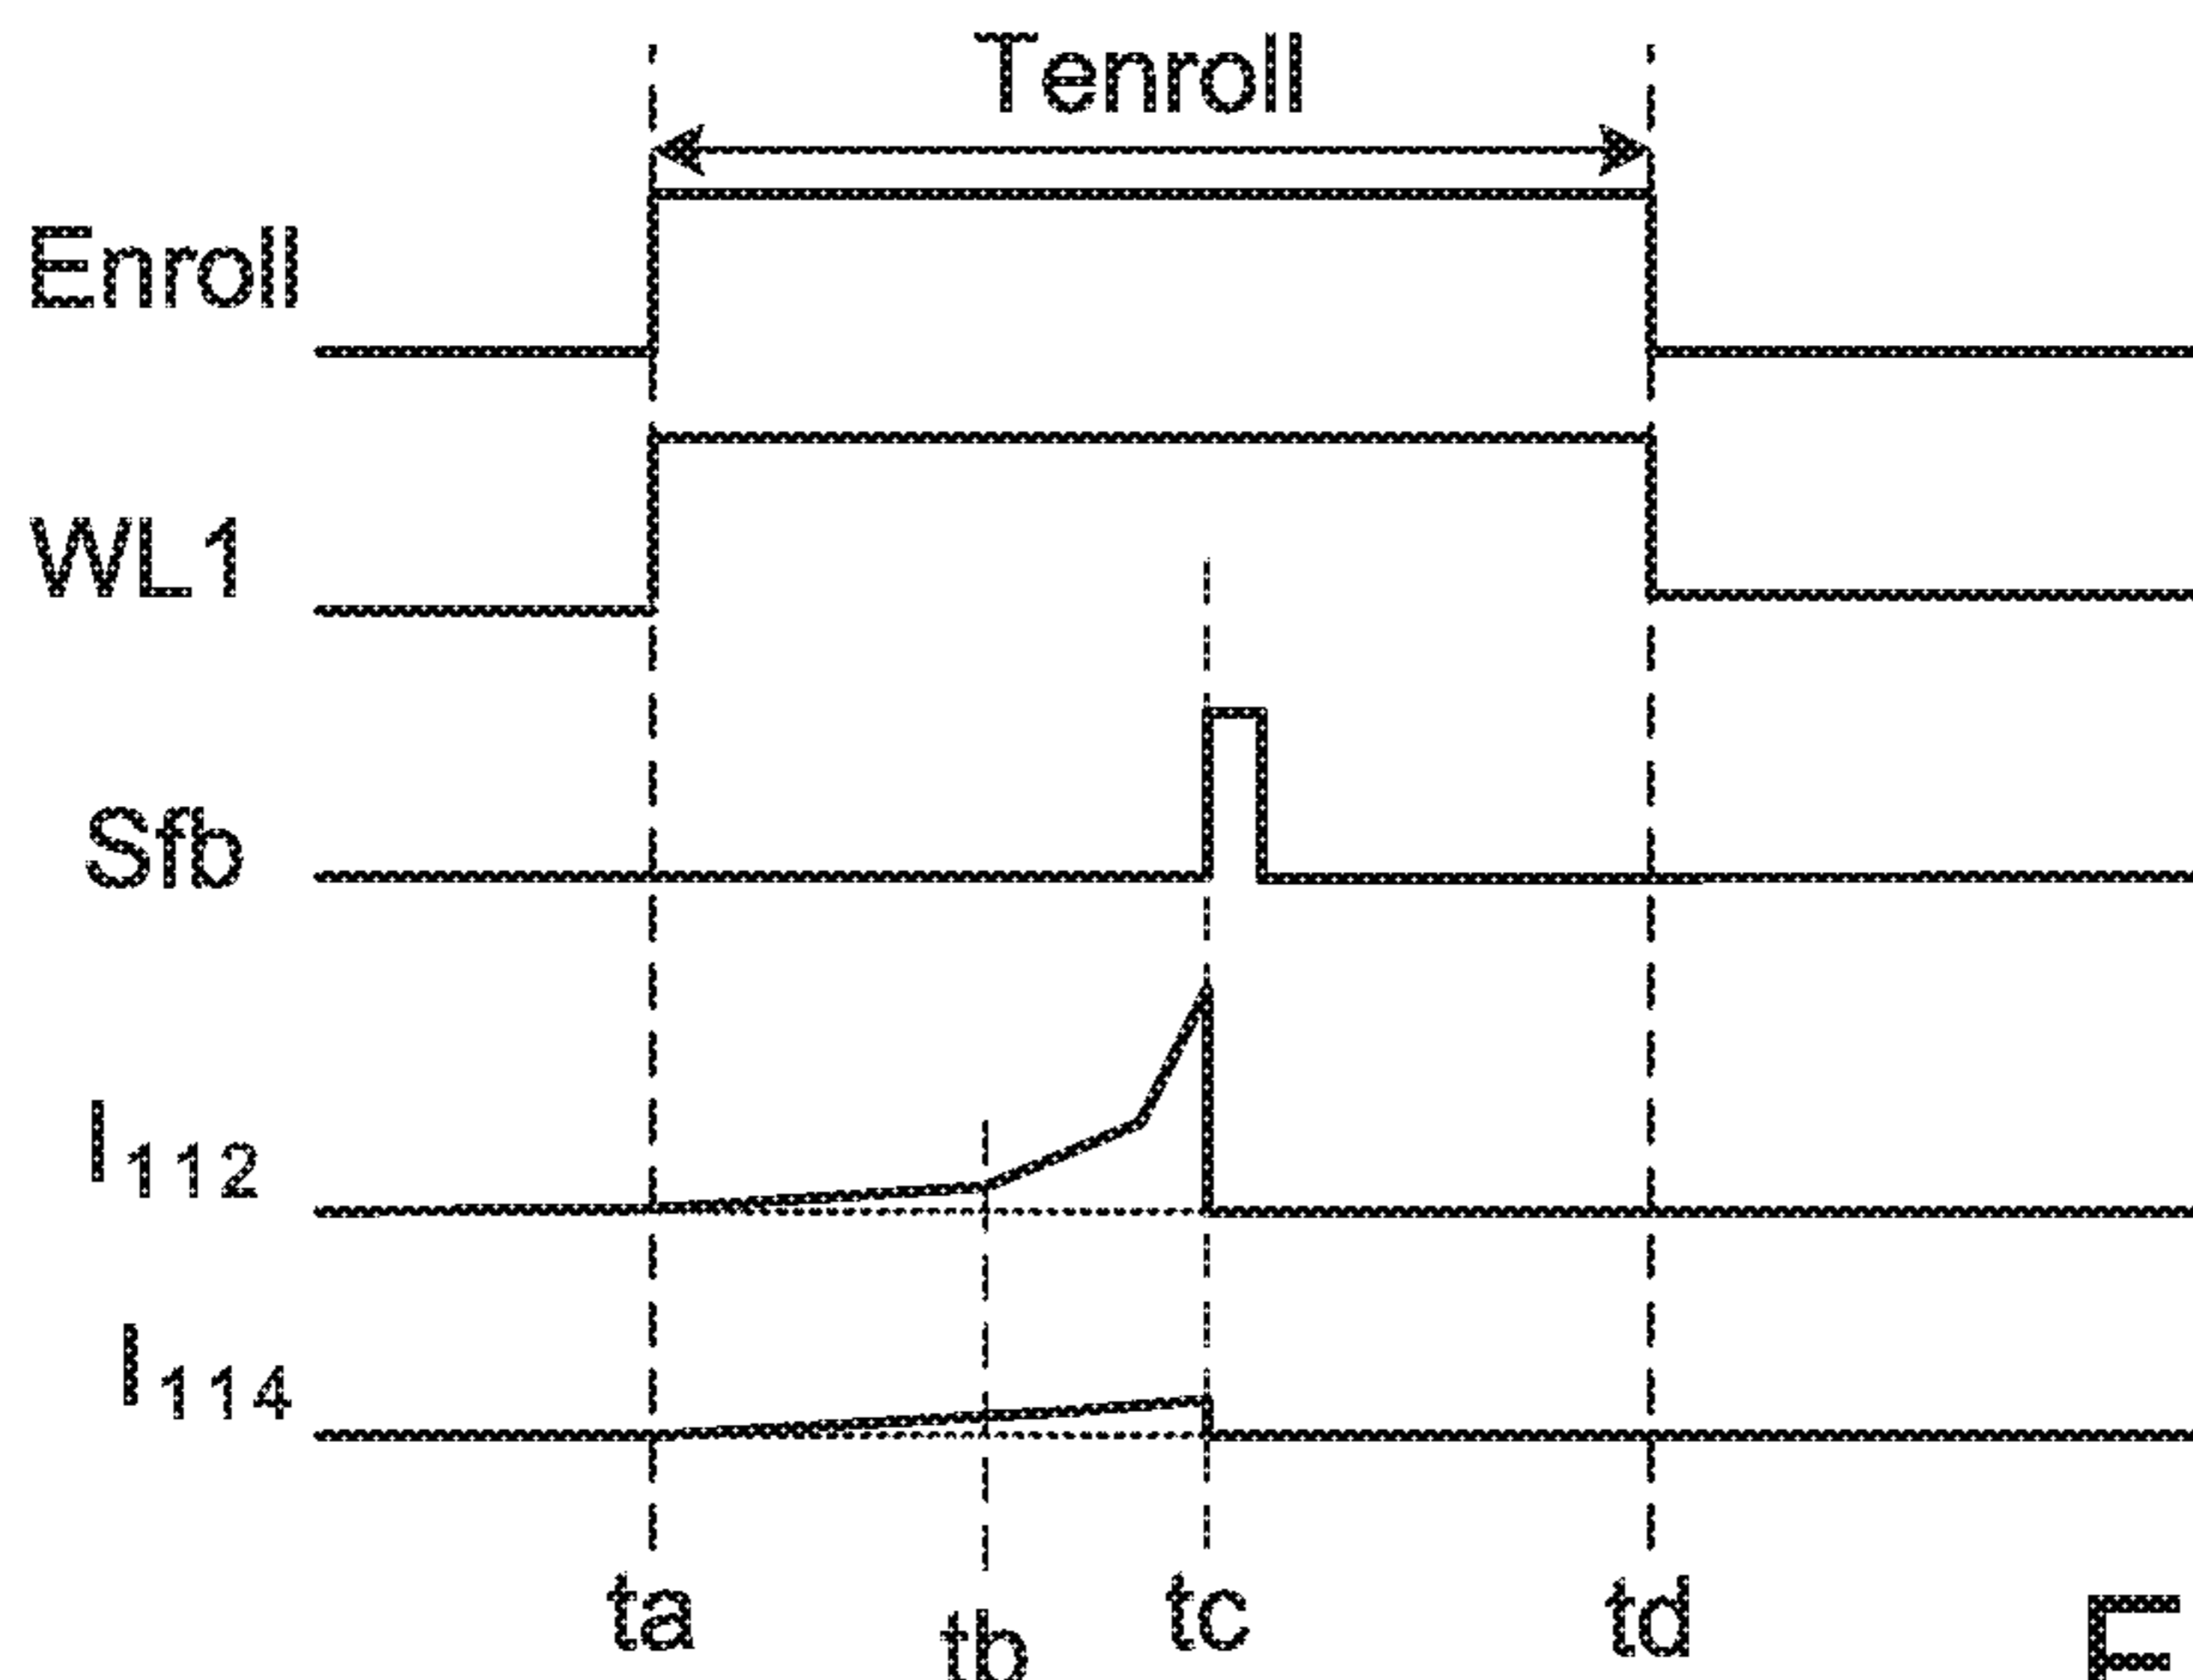 Tenroll
Enroll
WL1
Sfb
I112
I114
ta
tb
tc
td
F